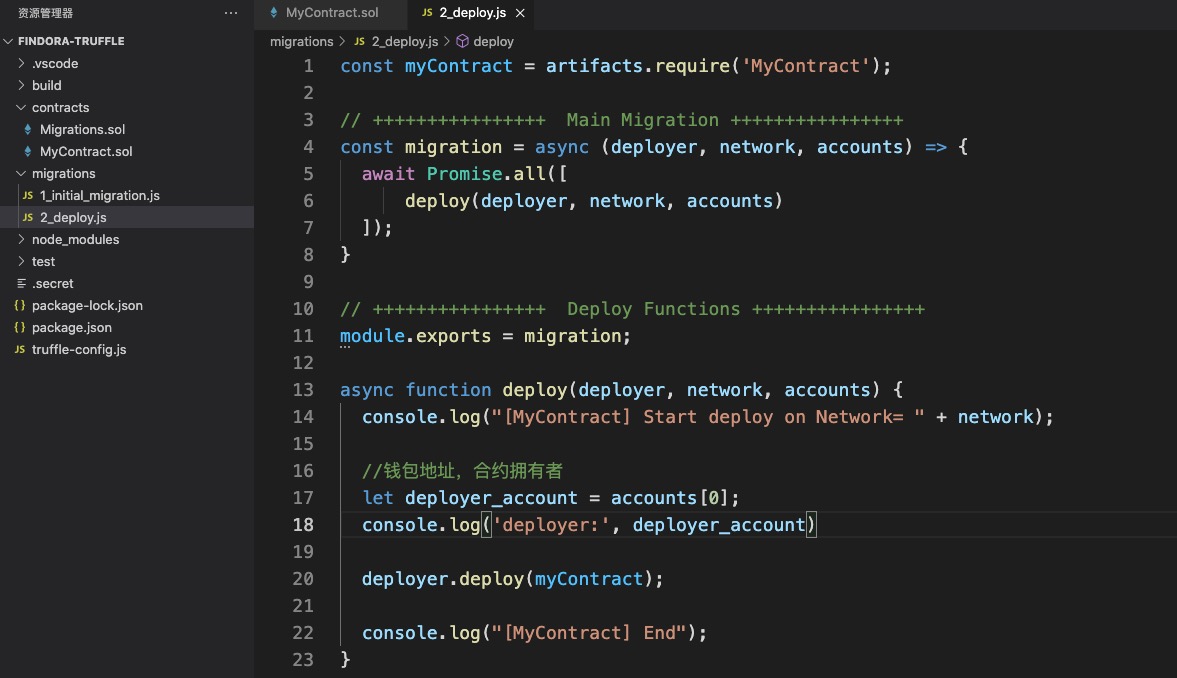 资源管理器 ...
FINDORA-TRUFFLE
.vscode
build
contracts
Migrations.sol
MyContract.sol
migrations
JS 1_initial_migration.js
JS 2_deploy.js
node_modules
test
.secret
{} package-lock.json
{} package.json
JS truffle-config.js
MyContract.sol JS 2_deploy.js ×
migrations > JS 2_deploy.js > deploy
1 const myContract = artifacts.require('MyContract');
2
3 // ++++++++++++++++  Main Migration ++++++++++++++++
4 const migration = async (deployer, network, accounts) => {
5   await Promise.all([
6       deploy(deployer, network, accounts)
7   ]);
8 }
9
10 // ++++++++++++++++  Deploy Functions ++++++++++++++++
11 module.exports = migration;
12
13 async function deploy(deployer, network, accounts) {
14   console.log("[MyContract] Start deploy on Network= " + network);
15
16   //钱包地址，合约拥有者
17   let deployer_account = accounts[0];
18   console.log('deployer:', deployer_account)
19
20   deployer.deploy(myContract);
21
22   console.log("[MyContract] End");
23 }